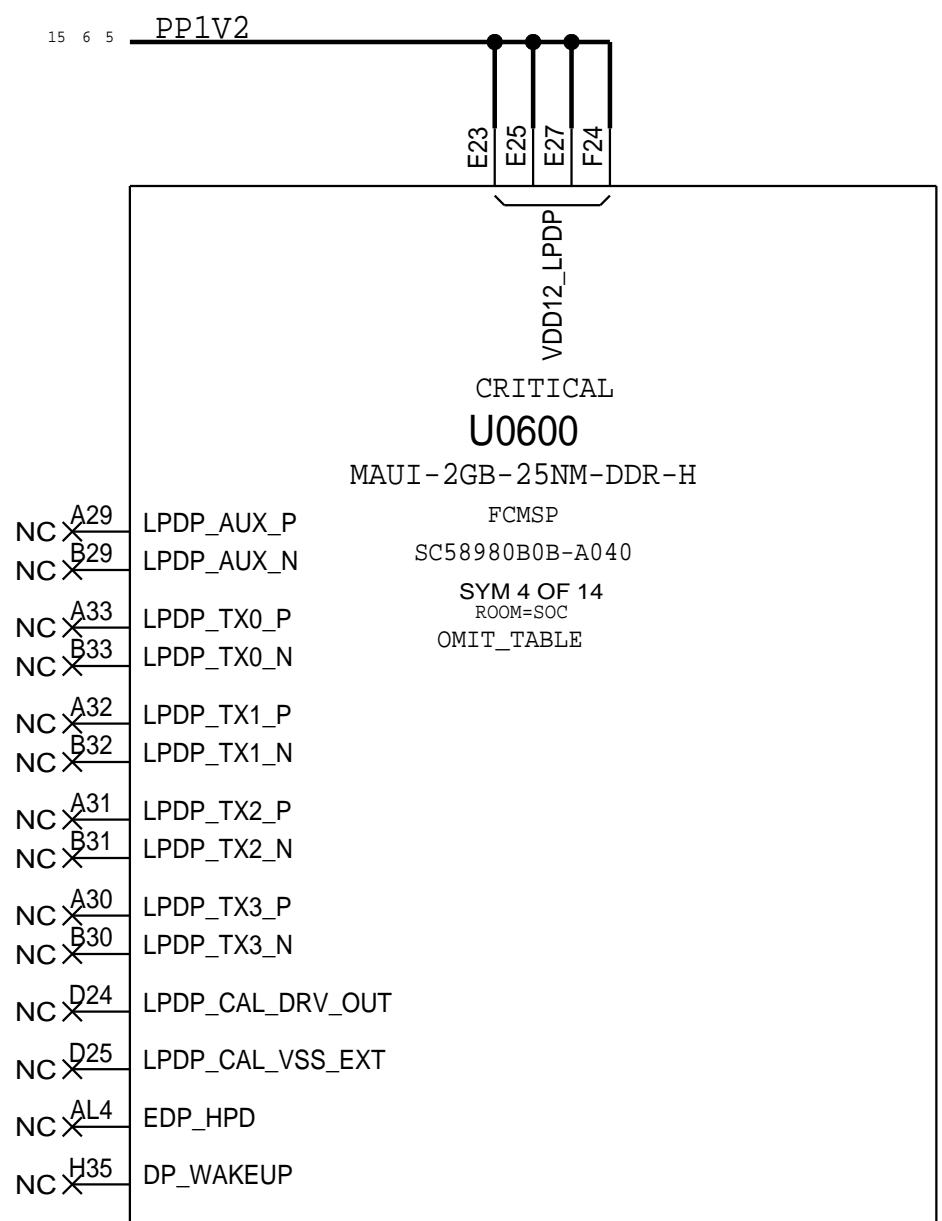 15 6 5 PP1V2
E23
E25
E27
F24
VDD12_LPDP
CRITICAL
U0600
MAUI-2GB-25NM-DDR-H
FCMSP
SC58980B0B-A040
SYM 4 OF 14
ROOM=SOC
OMIT_TABLE
NC A29 LPDP_AUX_P
NC B29 LPDP_AUX_N
NC A33 LPDP_TX0_P
NC B33 LPDP_TX0_N
NC A32 LPDP_TX1_P
NC B32 LPDP_TX1_N
NC A31 LPDP_TX2_P
NC B31 LPDP_TX2_N
NC A30 LPDP_TX3_P
NC B30 LPDP_TX3_N
NC D24 LPDP_CAL_DRV_OUT
NC D25 LPDP_CAL_VSS_EXT
NC AL4 EDP_HPD
NC H35 DP_WAKEUP